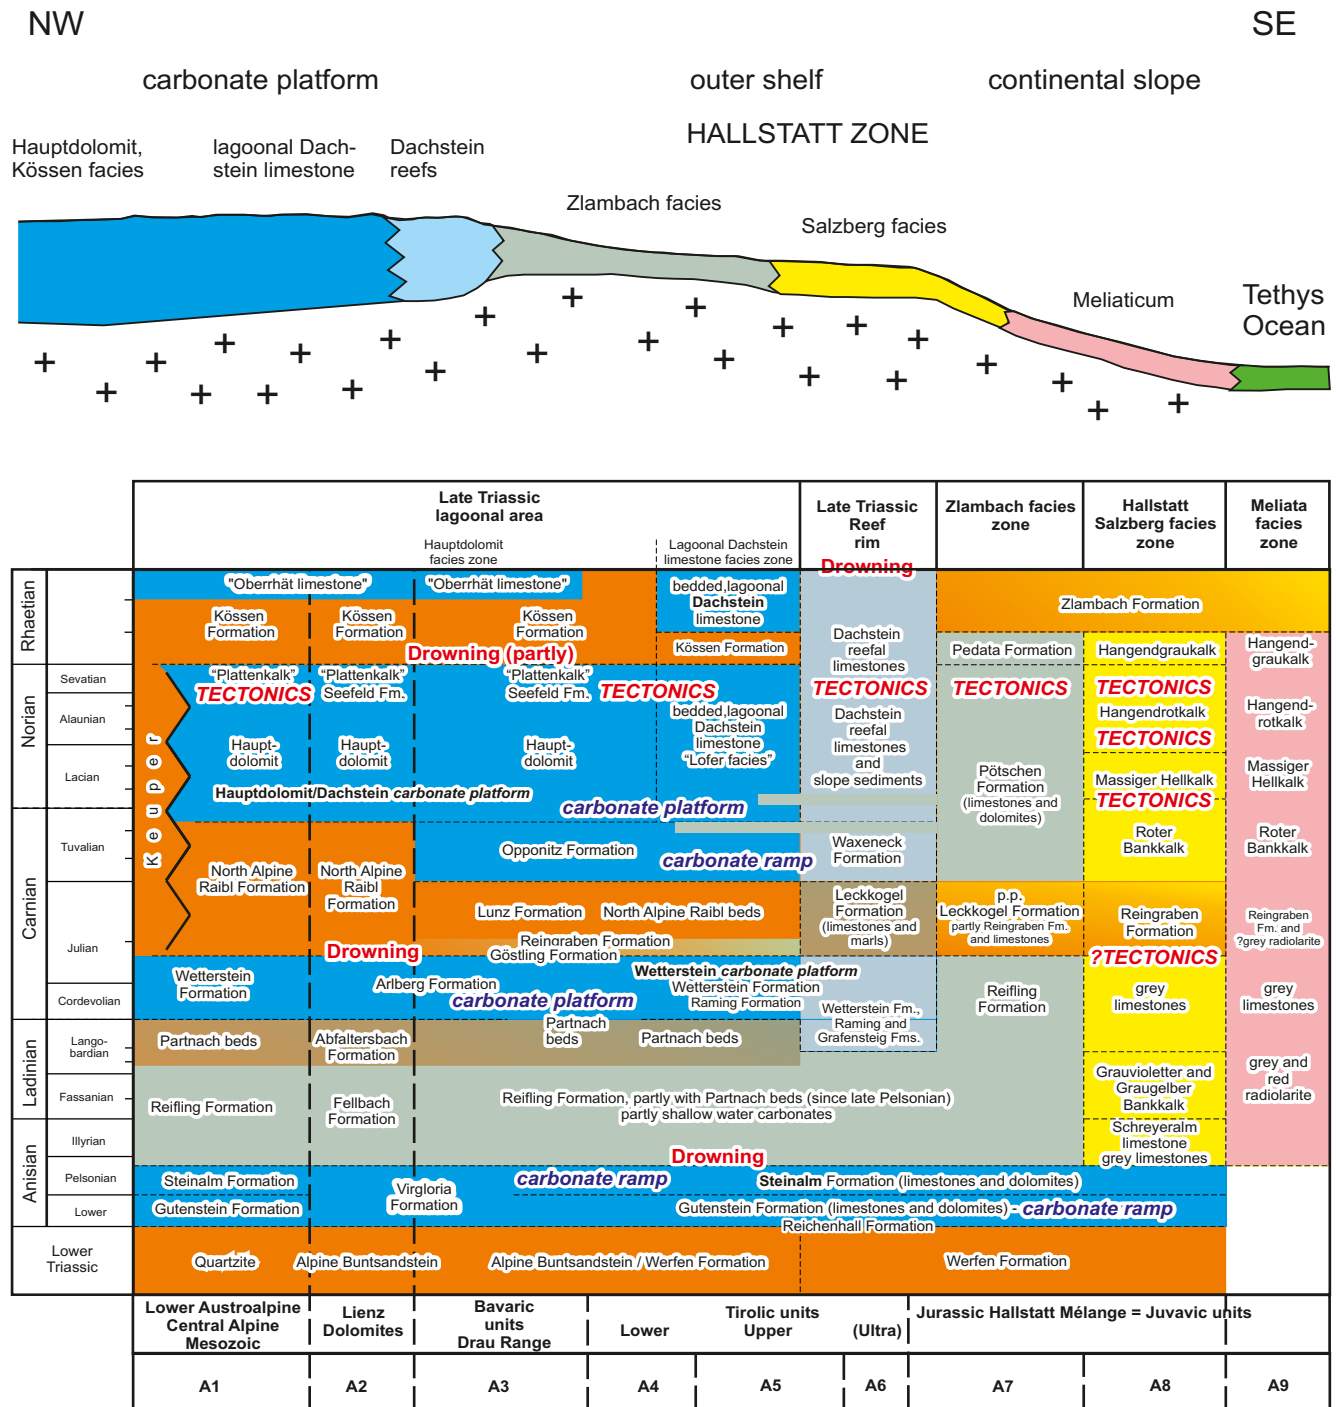 NW
SE
carbonate platform
outer shelf
continental slope
HALLSTATT ZONE
Hauptdolomit,
Kössen facies
lagoonal Dach-
stein limestone
Dachstein
reefs
Zlambach facies
Salzberg facies
Meliaticum
Tethys
Ocean
Late Triassic
lagoonal area
Hauptdolomit
facies zone
Lagoonal Dachstein
limestone facies zone
Late Triassic
Reef
rim
Zlambach facies
zone
Hallstatt
Salzberg facies
zone
Meliata
facies
zone
Drowning
Rhaetian
"Oberrhät limestone"
"Oberrhät limestone"
bedded,lagoonal
Dachstein
limestone
Zlambach Formation
Kössen
Formation
Kössen
Formation
Kössen
Formation
Kössen Formation
Drowning (partly)
Dachstein
reefal
limestones
Pedata Formation
Hangendgraukalk
Hangend-
graukalk
Norian
Sevatian
"Plattenkalk"
TECTONICS
"Plattenkalk"
Seefeld Fm.
"Plattenkalk"
Seefeld Fm.
TECTONICS
TECTONICS
TECTONICS
TECTONICS
Alaunian
Keuper
bedded,lagoonal
Dachstein
limestone
"Lofer facies"
Dachstein
reefal
limestones
and
slope sediments
Hangendrotkalk
TECTONICS
Hangend-
rotkalk
Haupt-
dolomit
Haupt-
dolomit
Haupt-
dolomit
Lacian
Pötschen
Formation
(limestones and
dolomites)
Massiger Hellkalk
TECTONICS
Massiger
Hellkalk
Hauptdolomit/Dachstein carbonate platform
carbonate platform
Carnian
Tuvalian
Opponitz Formation
carbonate ramp
Waxeneck
Formation
Roter
Bankkalk
Roter
Bankkalk
North Alpine
Raibl Formation
North Alpine
Raibl
Formation
Julian
Lunz Formation
North Alpine Raibl beds
Leckkogel
Formation
(limestones and
marls)
p.p.
Leckkogel Formation
partly Reingraben Fm.
and limestones
Reingraben
Formation
Reingraben
Fm. and
?grey radiolarite
Reingraben Formation
Göstling Formation
Drowning
?TECTONICS
Wetterstein carbonate platform
Wetterstein
Formation
Arlberg Formation
Wetterstein Formation
Raming Formation
carbonate platform
Cordevolian
Wetterstein Fm.,
Raming and
Grafensteig Fms.
Reifling
Formation
grey
limestones
grey
limestones
Ladinian
Lango-
bardian
Partnach beds
Abfaltersbach
Formation
Partnach
beds
Partnach beds
Fassanian
Reifling Formation
Fellbach
Formation
Reifling Formation, partly with Partnach beds (since late Pelsonian)
partly shallow water carbonates
Grauvioletter and
Graugelber
Bankkalk
grey and
red
radiolarite
Anisian
Illyrian
Drowning
Schreyeralm
limestone
grey limestones
Pelsonian
Steinalm Formation
Virgloria
Formation
carbonate ramp
Steinalm Formation (limestones and dolomites)
Lower
Gutenstein Formation
Gutenstein Formation (limestones and dolomites) - carbonate ramp
Reichenhall Formation
Lower
Triassic
Quartzite
Alpine Buntsandstein
Alpine Buntsandstein / Werfen Formation
Werfen Formation
Lower Austroalpine
Central Alpine
Mesozoic
Lienz
Dolomites
Bavaric
units
Drau Range
Tirolic units
Lower
Upper
(Ultra)
Jurassic Hallstatt Mélange = Juvavic units
A1
A2
A3
A4
A5
A6
A7
A8
A9